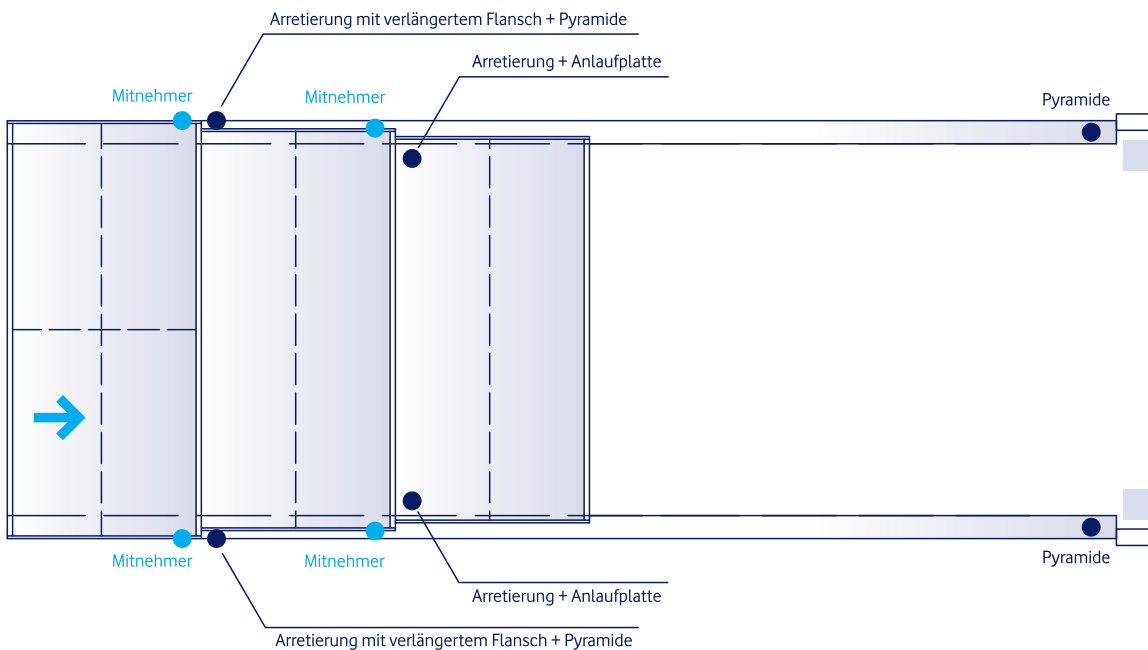 Arretierung mit verlängertem Flansch + Pyramide
Arretierung + Anlaufplatte
Mitnehmer
Mitnehmer
Pyramide
Mitnehmer
Mitnehmer
Pyramide
Arretierung + Anlaufplatte
Arretierung mit verlängertem Flansch + Pyramide